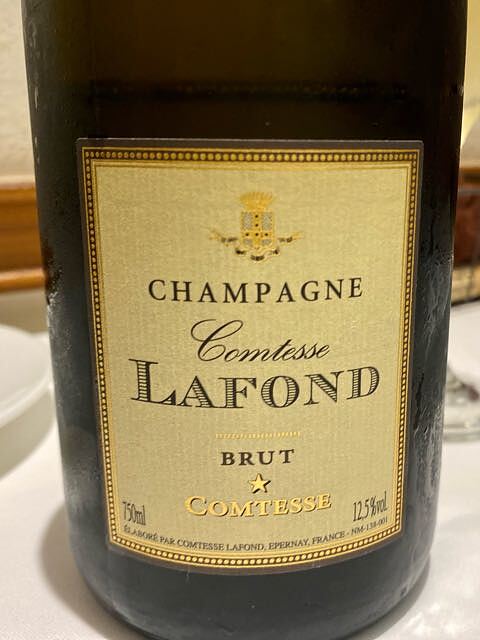 CHAMPAGNE
Comtesse
LAFOND
BRUT
COMTESSE
750ml
12,5%vol.
ÉLABORÉ PAR COMTESSE LAFOND, EPERNAY, FRANCE - NM-138-001